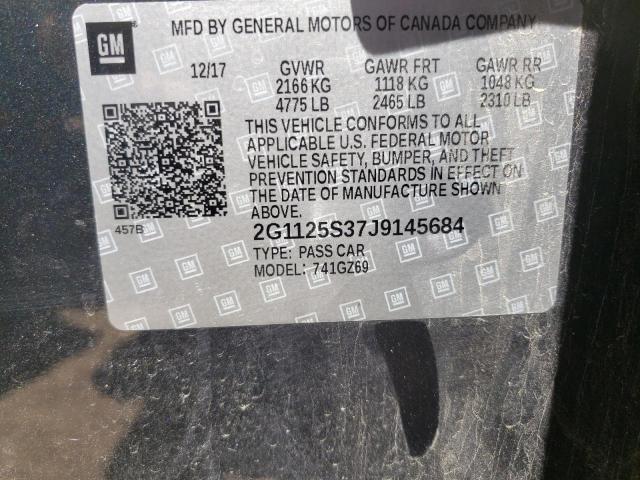 GM
MFD BY GENERAL MOTORS OF CANADA COMPANY
12/17 GVWR GAWR FRT GAWR RR
2166 KG 1118 KG 1048 KG
4775 LB 2465 LB 2310 LB
THIS VEHICLE CONFORMS TO ALL
APPLICABLE U.S. FEDERAL MOTOR
VEHICLE SAFETY, BUMPER, AND THEFT
PREVENTION STANDARDS IN EFFECT ON
THE DATE OF MANUFACTURE SHOWN
ABOVE.
457B
2G1125S37J9145684
TYPE: PASS CAR
MODEL: 741GZ69